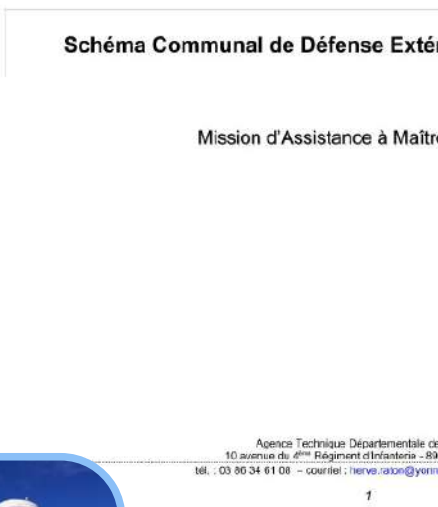 Schéma Communal de Défense Extér
Mission d'Assistance à Maîtr
Agence Technique Départementale de
10 avenue du 4ème Régiment d'Infanterie - 89
tél. : 03 86 34 61 08 – courriel : herve.raton@yonn
1